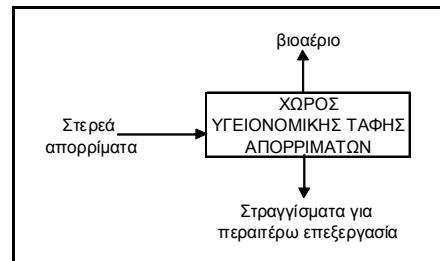 βιοαέριο
Στερεά
απορρίματα
ΧΩΡΟΣ
ΥΓΕΙΟΝΟΜΙΚΗΣ ΤΑΦΗΣ
ΑΠΟΡΡΙΜΑΤΩΝ
Στραγγίσματα για
περαιτέρω επεξεργασία